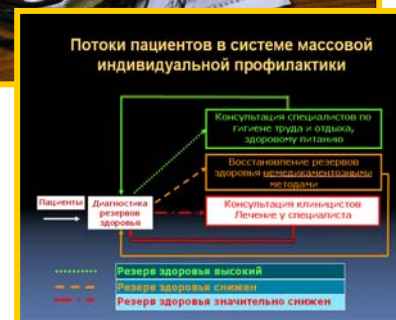 Потоки пациентов в системе массовой
индивидуальной профилактики
Консультация специалистов по
гигиене труда и отдыха,
здоровому питанию
Восстановление резервов
здоровья немедикаментозными
методами
Пациенты
Диагностика
резервов
здоровья
Консультация клиницистов
Лечение у специалиста
Резерв здоровья высокий
Резерв здоровья снижен
Резерв здоровья значительно снижен